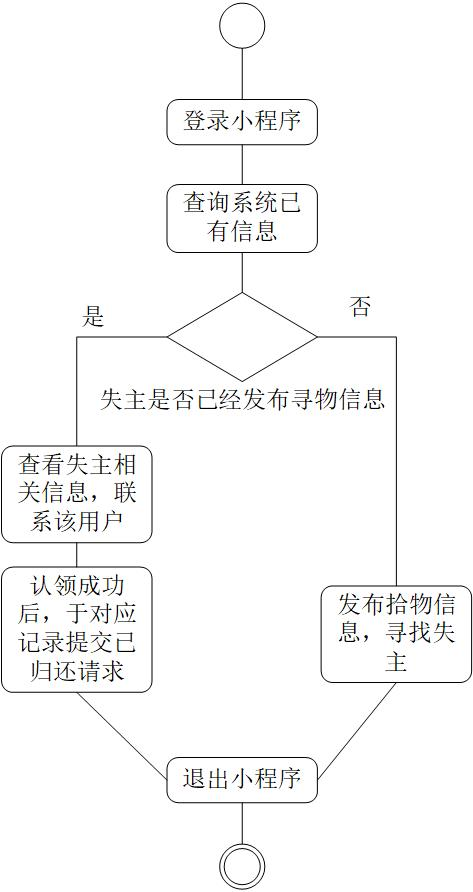 登录小程序
查询系统已
有信息
是
否
失主是否已经发布寻物信息
查看失主相
关信息，联
系该用户
认领成功
后，于对应
记录提交已
归还请求
发布拾物信
息，寻找失
主
退出小程序